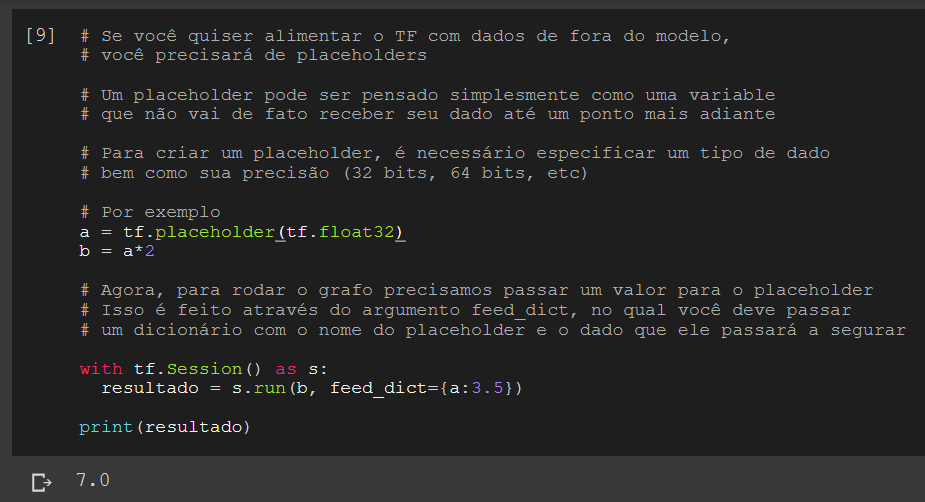 [9] # Se você quiser alimentar o TF com dados de fora do modelo,
# você precisará de placeholders
# Um placeholder pode ser pensado simplesmente como uma variable
# que não vai de fato receber seu dado até um ponto mais adiante
# Para criar um placeholder, é necessário especificar um tipo de dado
# bem como sua precisão (32 bits, 64 bits, etc)
# Por exemplo
a = tf.placeholder(tf.float32)
b = a*2
# Agora, para rodar o grafo precisamos passar um valor para o placeholder
# Isso é feito através do argumento feed_dict, no qual você deve passar
# um dicionário com o nome do placeholder e o dado que ele passará a segurar
with tf.Session() as s:
  resultado = s.run(b, feed_dict={a:3.5})
print(resultado)
7.0